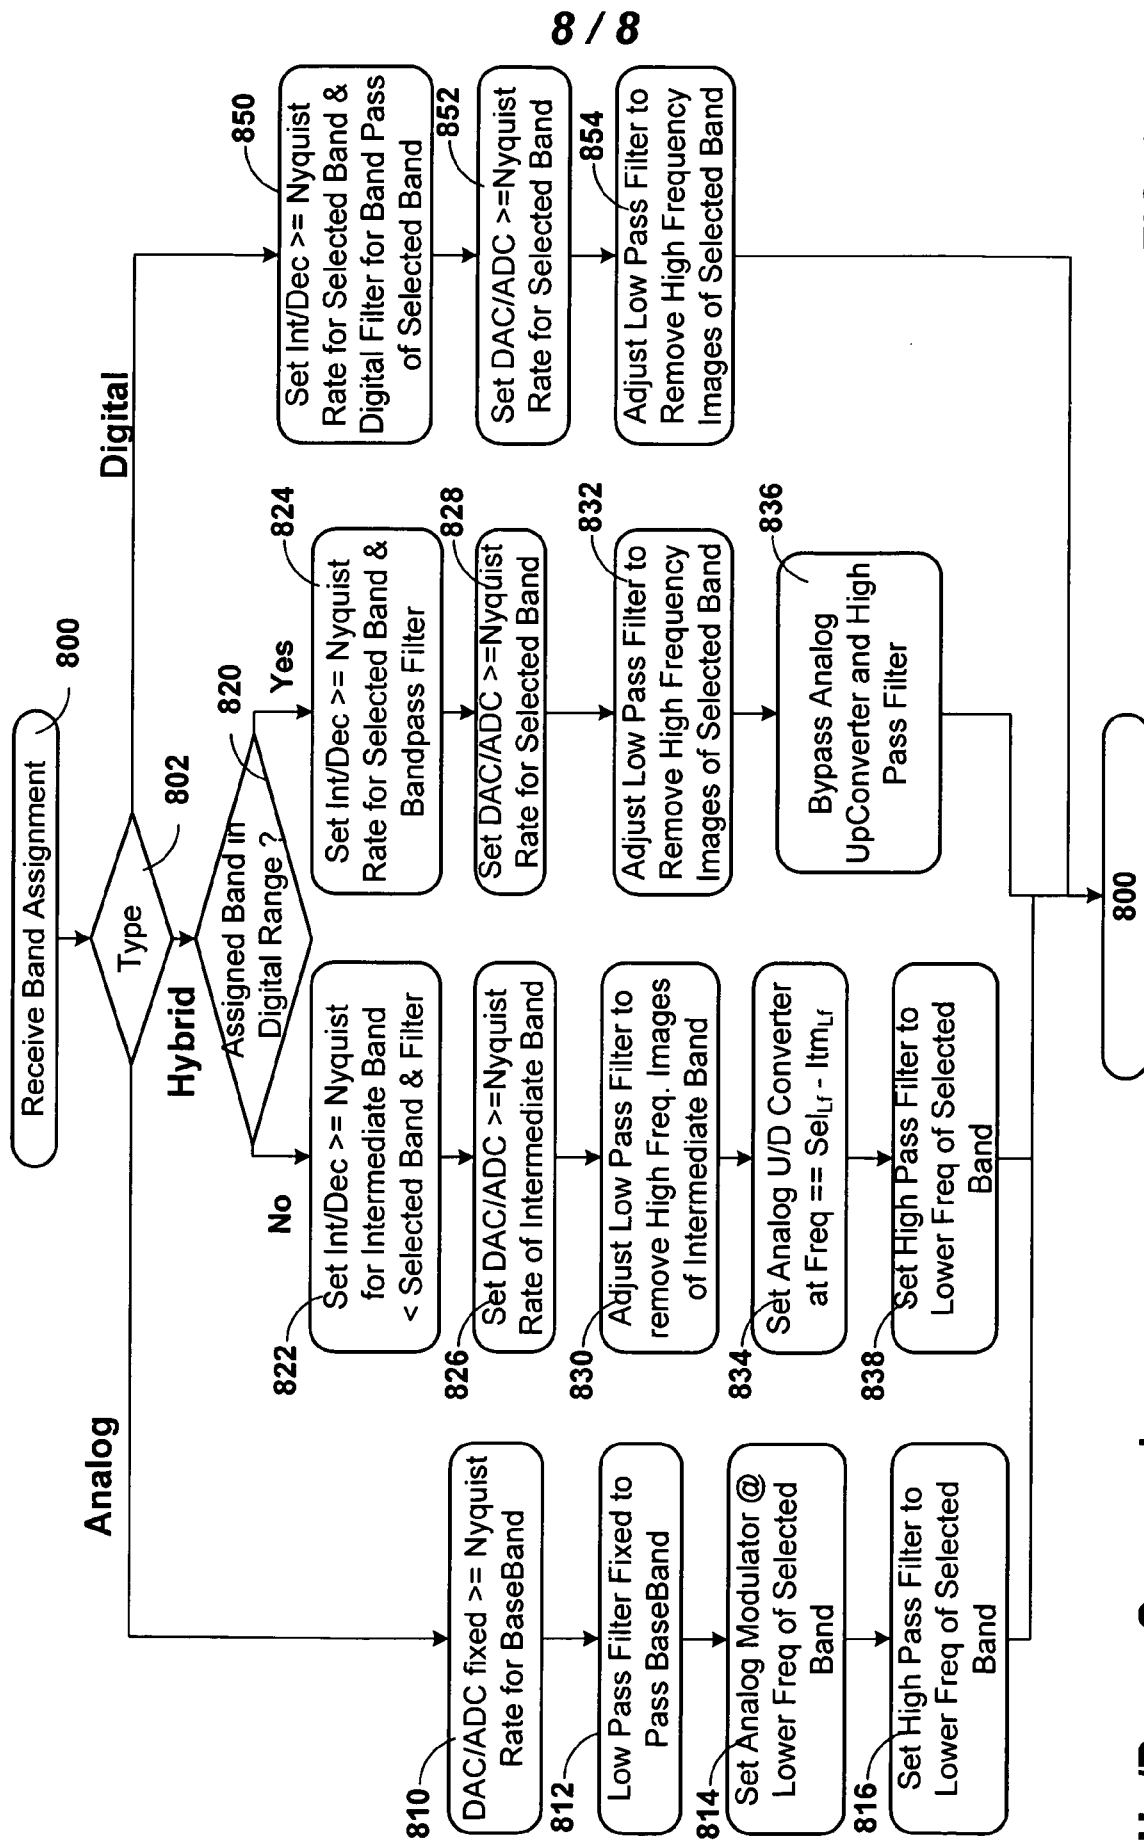 8 / 8
Receive Band Assignment
800
Type
802
Analog
Hybrid
Digital
Assigned Band in
Digital Range ?
820
No
Yes
810
DAC/ADC fixed >= Nyquist
Rate for BaseBand
812
Low Pass Filter Fixed to
Pass BaseBand
814
Set Analog Modulator @
Lower Freq of Selected
Band
816
Set High Pass Filter to
Lower Freq of Selected
Band
822
Set Int/Dec >= Nyquist
for Intermediate Band
< Selected Band & Filter
826
Set DAC/ADC >=Nyquist
Rate of Intermediate Band
830
Adjust Low Pass Filter to
remove High Freq. Images
of Intermediate Band
834
Set Analog U/D Converter
at Freq == SelLf - ItmLf
838
Set High Pass Filter to
Lower Freq of Selected
Band
824
Set Int/Dec >= Nyquist
Rate for Selected Band &
Bandpass Filter
828
Set DAC/ADC >=Nyquist
Rate for Selected Band
832
Adjust Low Pass Filter to
Remove High Frequency
Images of Selected Band
836
Bypass Analog
UpConverter and High
Pass Filter
850
Set Int/Dec >= Nyquist
Rate for Selected Band &
Digital Filter for Band Pass
of Selected Band
852
Set DAC/ADC >=Nyquist
Rate for Selected Band
854
Adjust Low Pass Filter to
Remove High Frequency
Images of Selected Band
800